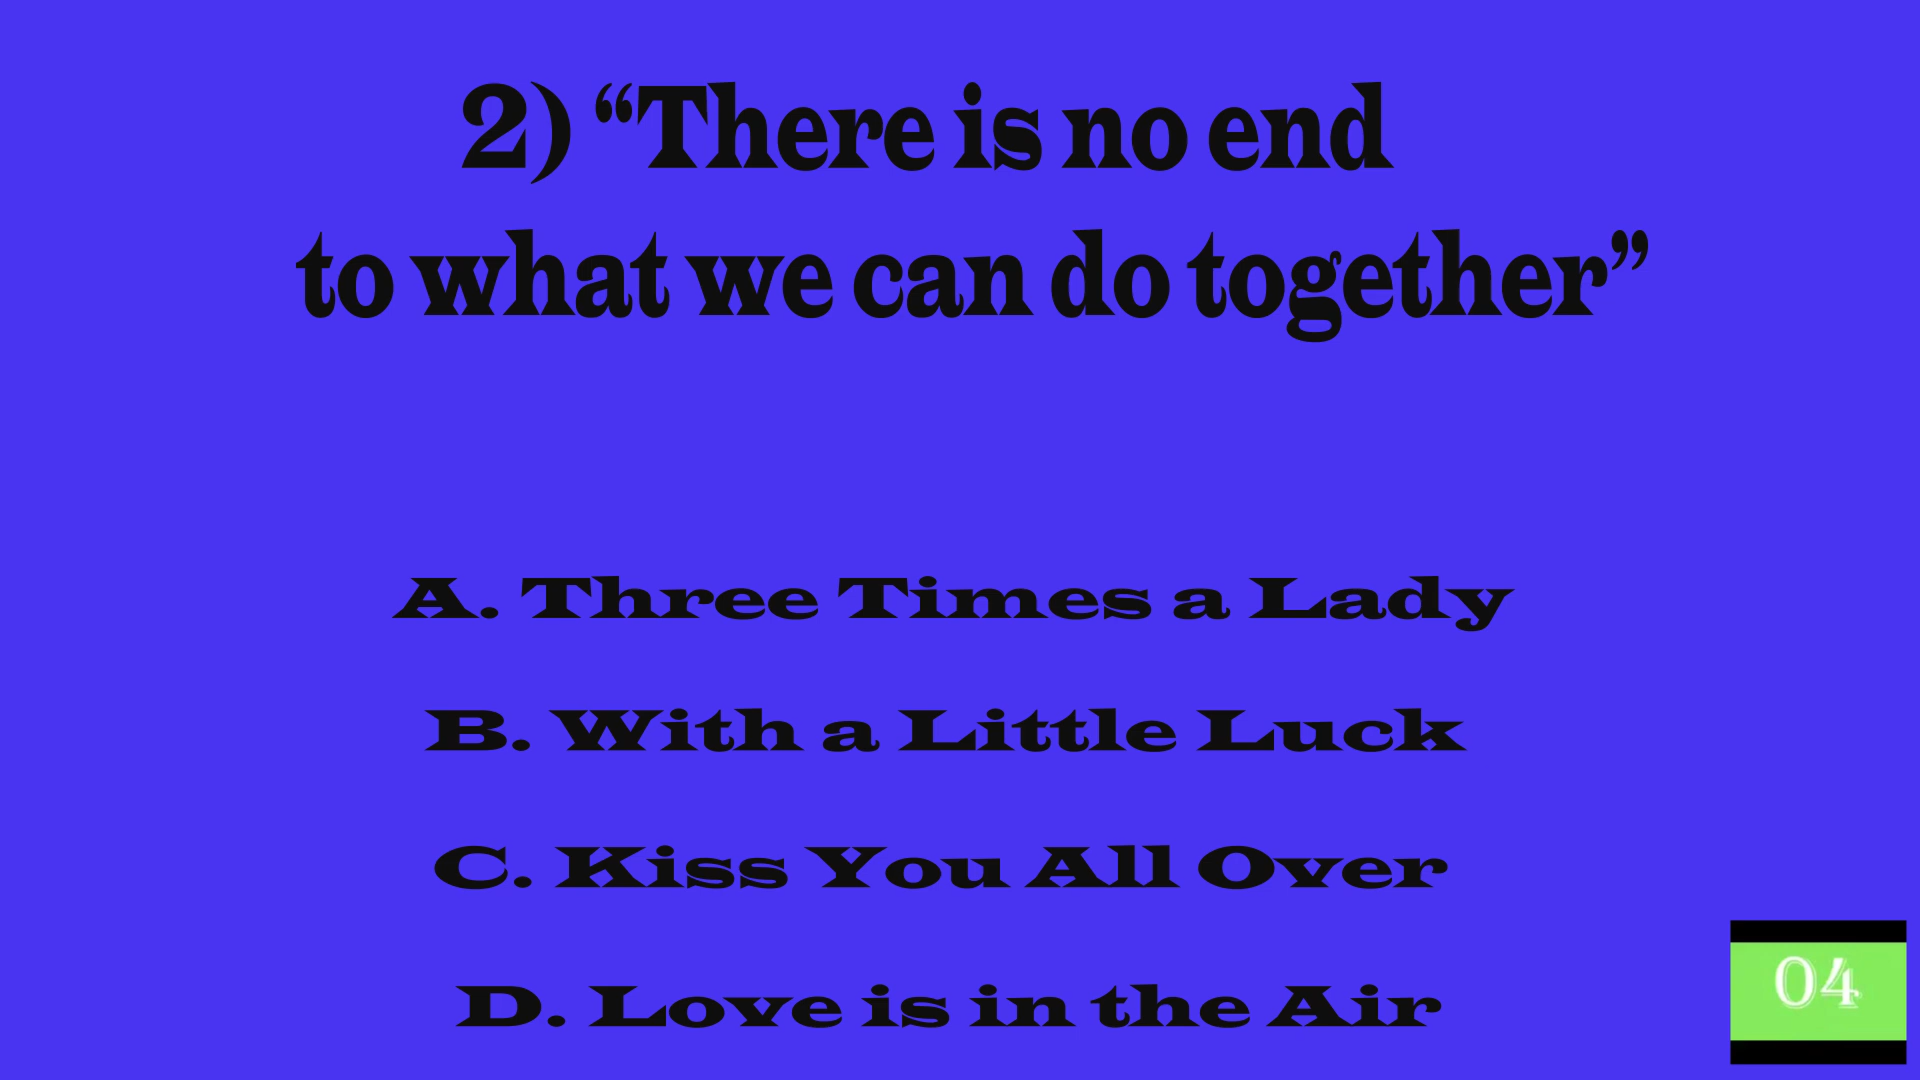 2) “There is no end
to what we can do together”
A. Three Times a Lady
B. With a Little Luck
C. Kiss You All Over
D. Love is in the Air
04